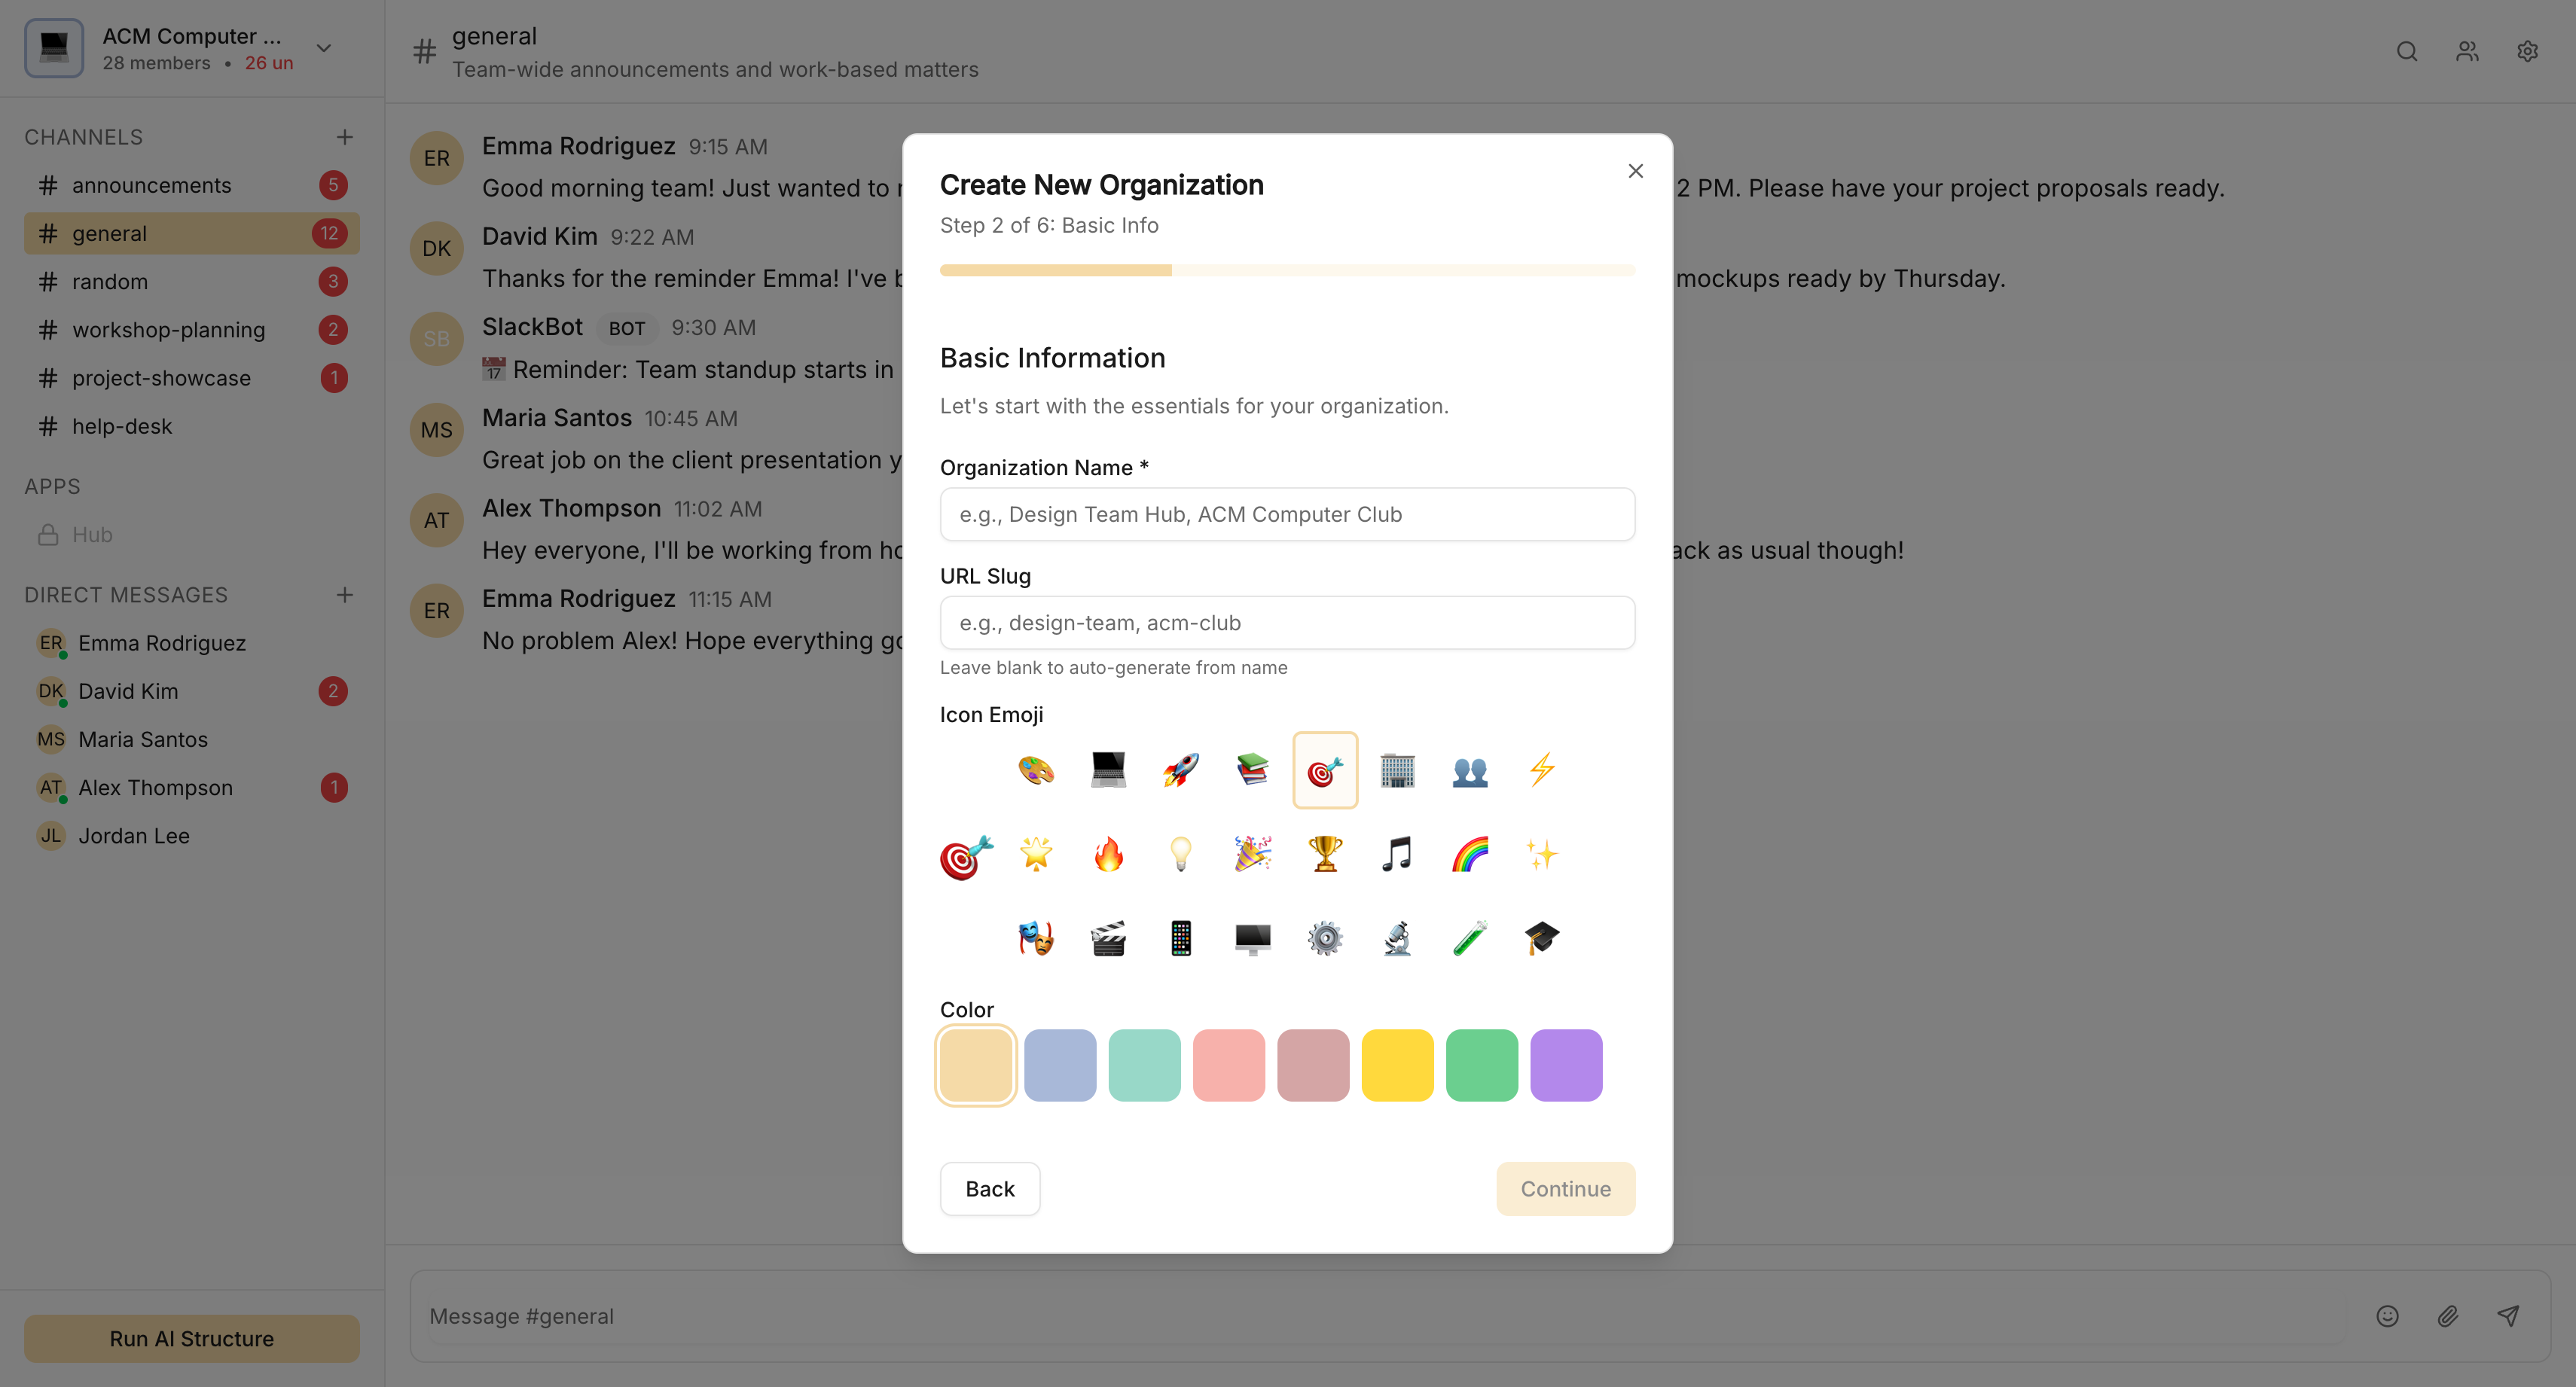 ACM Computer ...
28 members • 26 un
CHANNELS
# announcements 5
# general 12
# random 3
# workshop-planning 2
# project-showcase 1
# help-desk
APPS
Hub
DIRECT MESSAGES
ER Emma Rodriguez
DK David Kim 2
MS Maria Santos
AT Alex Thompson 1
JL Jordan Lee
Run AI Structure
# general
Team-wide announcements and work-based matters
ER Emma Rodriguez 9:15 AM
Good morning team! Just wanted to 2 PM. Please have your project proposals ready.
DK David Kim 9:22 AM
Thanks for the reminder Emma! I've mockups ready by Thursday.
SB SlackBot BOT 9:30 AM
17 Reminder: Team standup starts in
MS Maria Santos 10:45 AM
Great job on the client presentation
AT Alex Thompson 11:02 AM
Hey everyone, I'll be working from as usual though!
ER Emma Rodriguez 11:15 AM
No problem Alex! Hope everything
Message #general
Create New Organization
Step 2 of 6: Basic Info
Basic Information
Let's start with the essentials for your organization.
Organization Name *
e.g., Design Team Hub, ACM Computer Club
URL Slug
e.g., design-team, acm-club
Leave blank to auto-generate from name
Icon Emoji
Color
Back
Continue